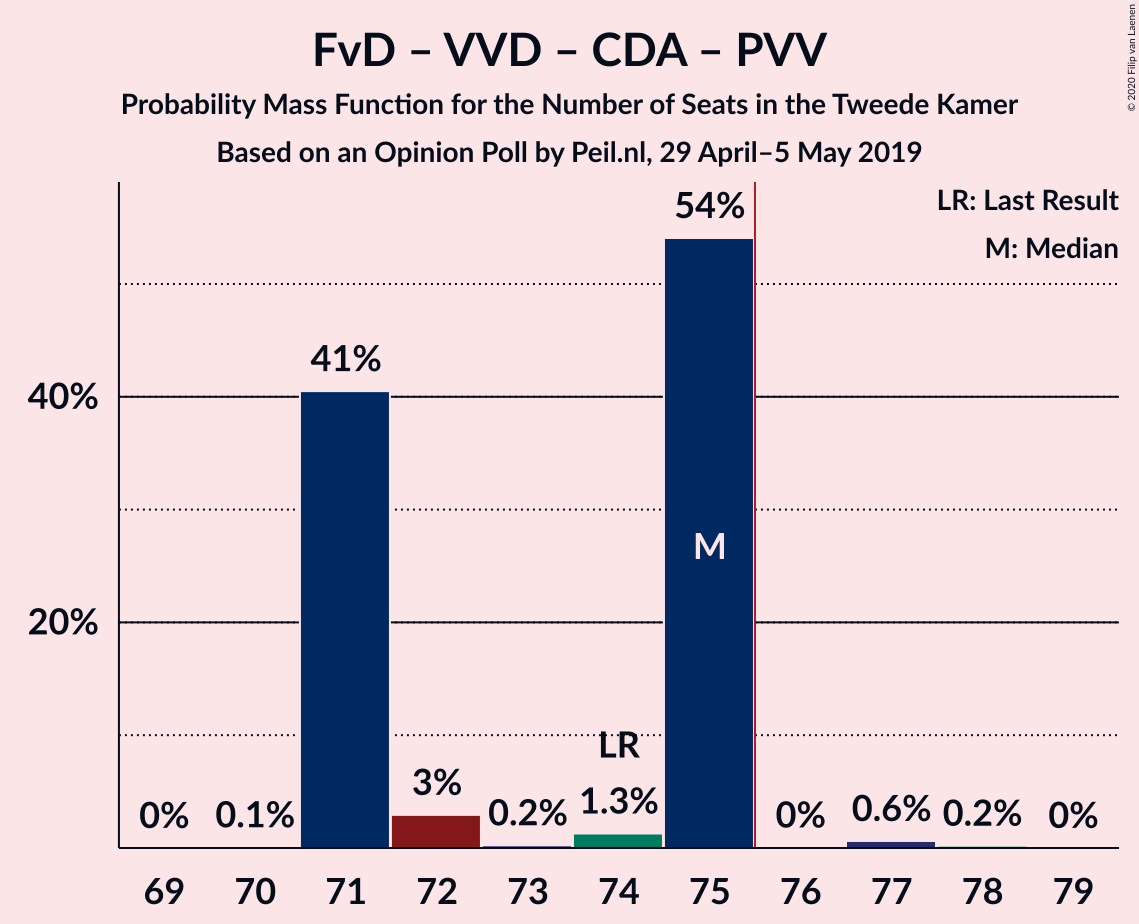 FvD – VVD – CDA – PVV
Probability Mass Function for the Number of Seats in the Tweede Kamer
Based on an Opinion Poll by Peil.nl, 29 April–5 May 2019
© 2020 Filip van Laenen
LR: Last Result
M: Median
54%
41%
40%
M
20%
LR
3%
1.3%
0%
0.1%
0.2%
0%
0.6%
0.2%
0%
69 70 71 72 73 74 75 76 77 78 79